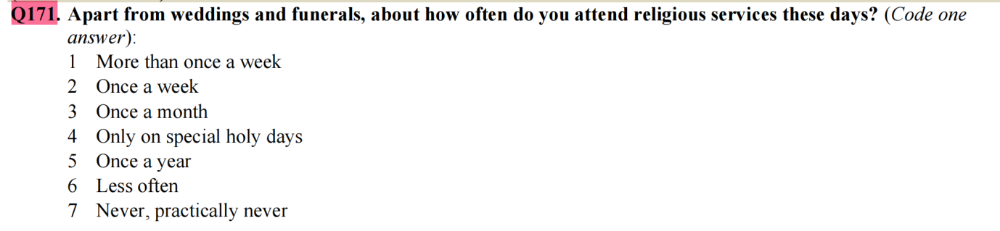 Q171. Apart from weddings and funerals, about how often do you attend religious services these days? (Code one
answer):
1 More than once a week
2 Once a week
3 Once a month
4 Only on special holy days
5 Once a year
6 Less often
7 Never, practically never